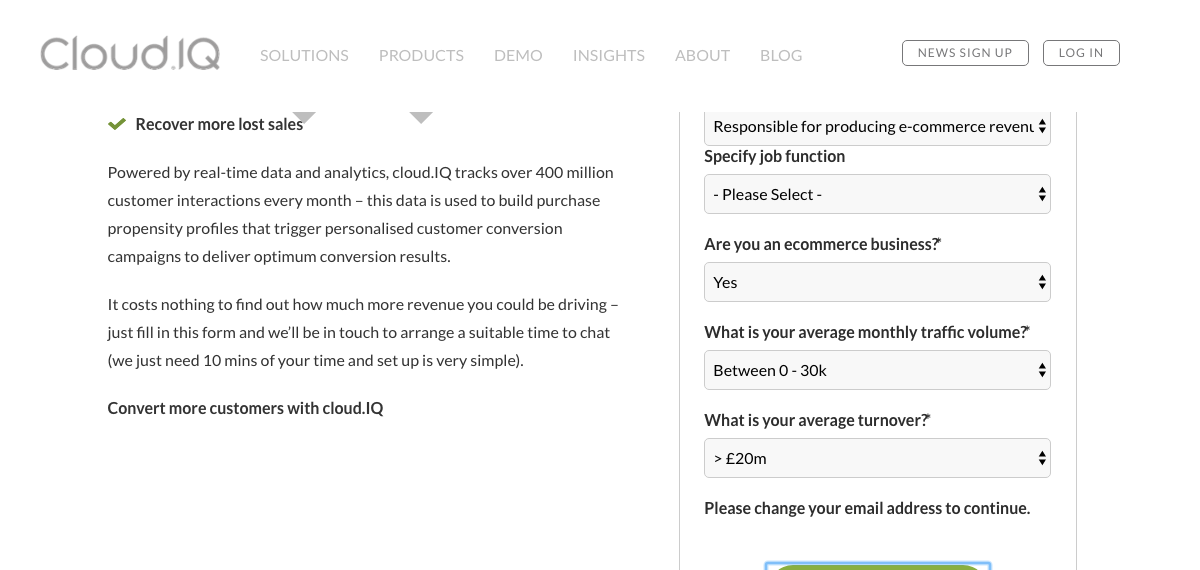 Cloud.IQ
SOLUTIONS PRODUCTS DEMO INSIGHTS ABOUT BLOG
NEWS SIGN UP LOG IN
Recover more lost sales
Powered by real-time data and analytics, cloud.IQ tracks over 400 million
customer interactions every month – this data is used to build purchase
propensity profiles that trigger personalised customer conversion
campaigns to deliver optimum conversion results.
It costs nothing to find out how much more revenue you could be driving –
just fill in this form and we’ll be in touch to arrange a suitable time to chat
(we just need 10 mins of your time and set up is very simple).
Convert more customers with cloud.IQ
Responsible for producing e-commerce revenu
Specify job function
- Please Select -
Are you an ecommerce business?*
Yes
What is your average monthly traffic volume?*
Between 0 - 30k
What is your average turnover?*
> £20m
Please change your email address to continue.